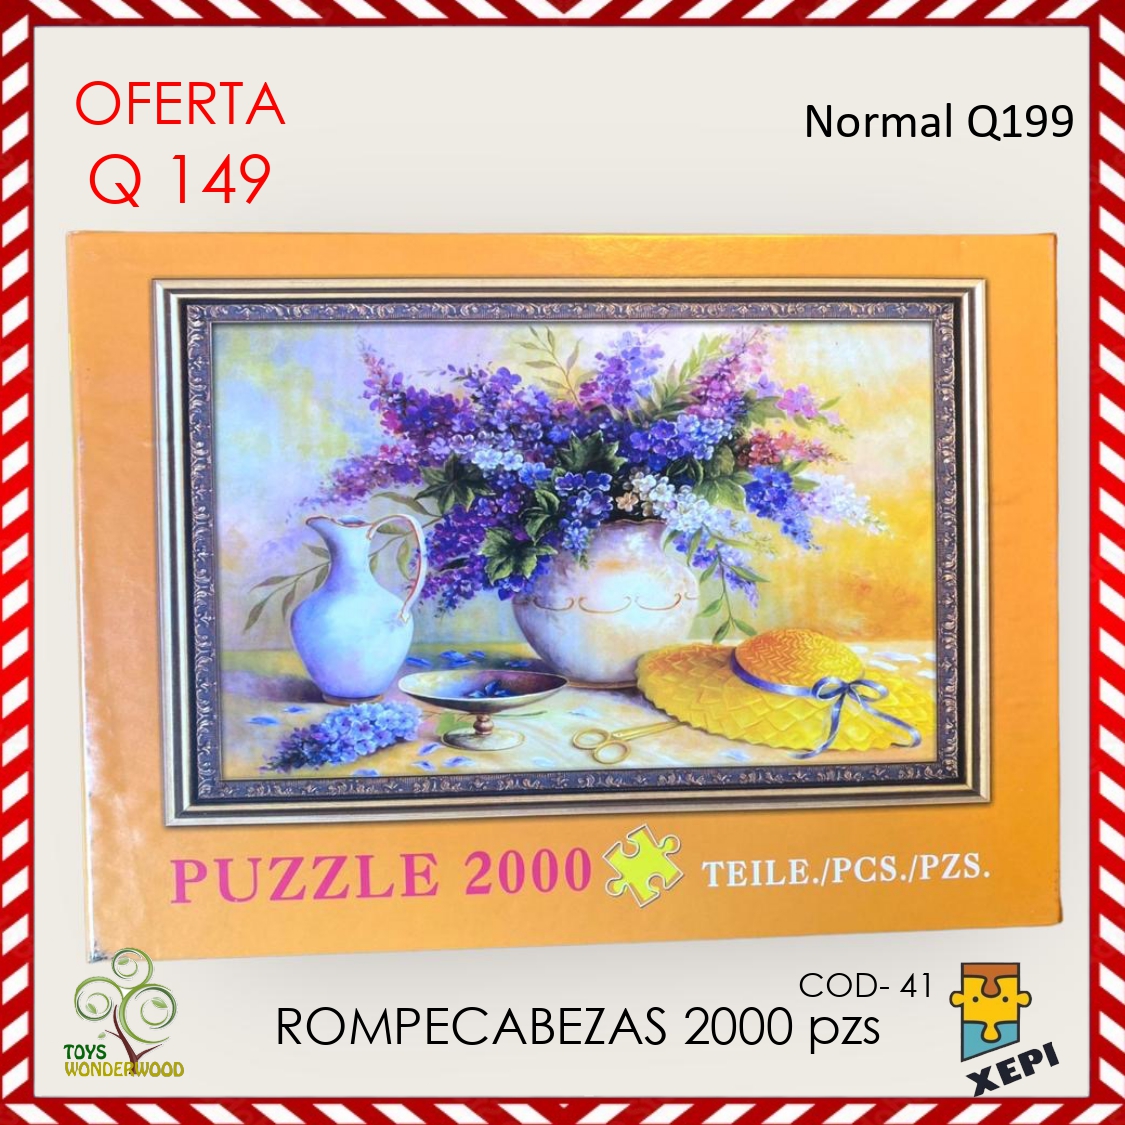 OFERTA
Q 149
Normal Q199
PUZZLE 2000 TEILE./PCS./PZS.
COD- 41
ROMPECABEZAS 2000 pzs
TOYS
WONDERWOOD
XEPI